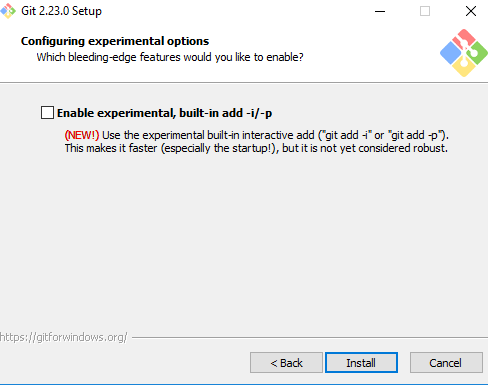 Git 2.23.0 Setup
Configuring experimental options
Which bleeding-edge features would you like to enable?
Enable experimental, built-in add -i/-p
(NEW!) Use the experimental built-in interactive add ("git add -i" or "git add -p").
This makes it faster (especially the startup!), but it is not yet considered robust.
https://gitforwindows.org/
< Back Install Cancel